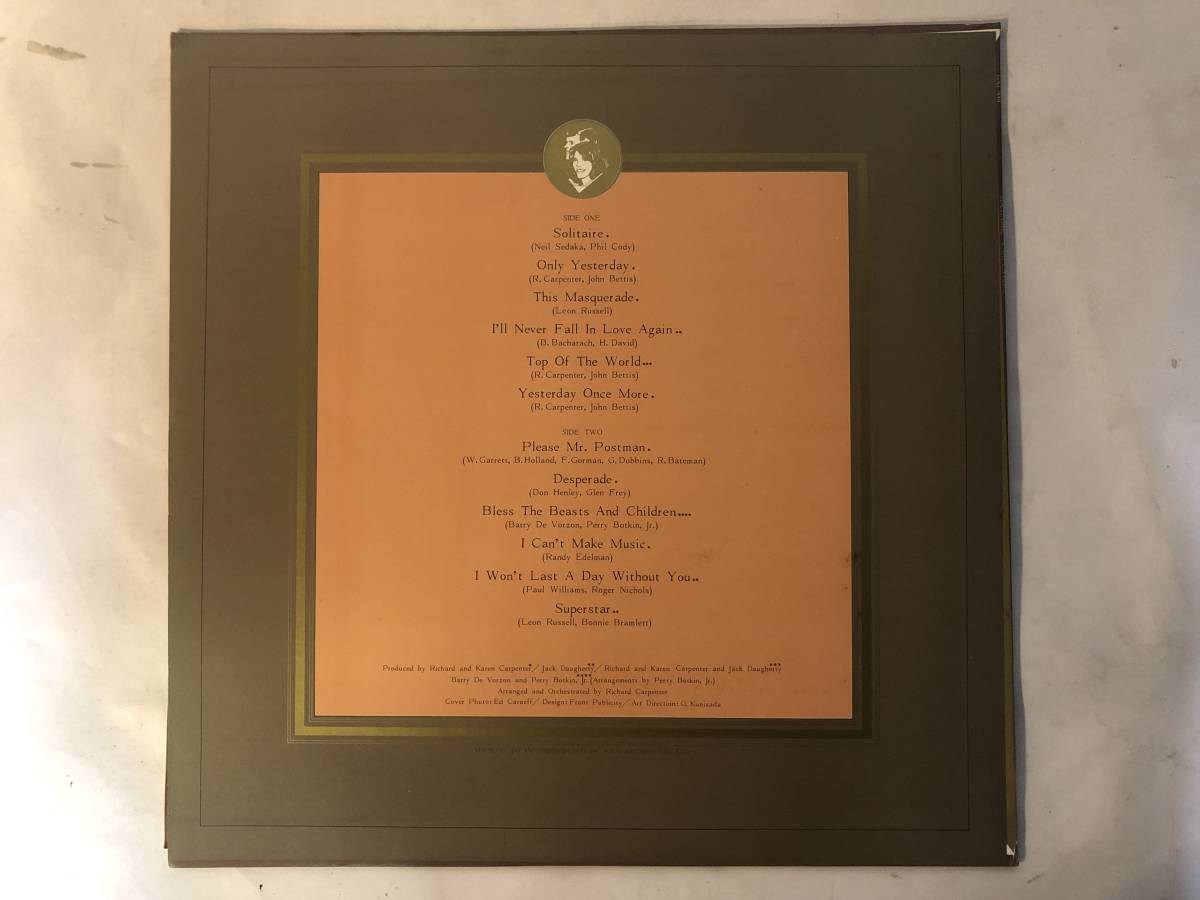 SIDE ONE
Solitaire.
(Neil Sedaka, Phil Cody)
Only Yesterday.
(R. Carpenter, John Bettis)
This Masquerade.
(Leon Russell)
I'll Never Fall In Love Again..
(B. Bacharach, H. David)
Top Of The World...
(R. Carpenter, John Bettis)
Yesterday Once More.
(R. Carpenter, John Bettis)
SIDE TWO
Please Mr. Postman.
(W. Garrett, B. Holland, F. Gorman, G. Dobbins, R. Bateman)
Desperade.
(Don Henley, Glen Frey)
Bless The Beasts And Children....
(Barry De Vorzon, Perry Botkin, Jr.)
I Can't Make Music.
(Randy Edelman)
I Won't Last A Day Without You..
(Paul Williams, Roger Nichols)
Superstar..
(Leon Russell, Bonnie Bramlett)
Produced by Richard and Karen Carpenter•/ Jack Daugherty••/ Richard and Karen Carpenter and Jack Daugherty•••
Barry De Vorzon and Perry Botkin, Jr.••••(Arrangements by Perry Botkin, Jr.)
Arranged and Orchestrated by Richard Carpenter
Cover Photo: Ed Caraeff/ Design: Front Publicity/ Art Direction: O. Kunisada